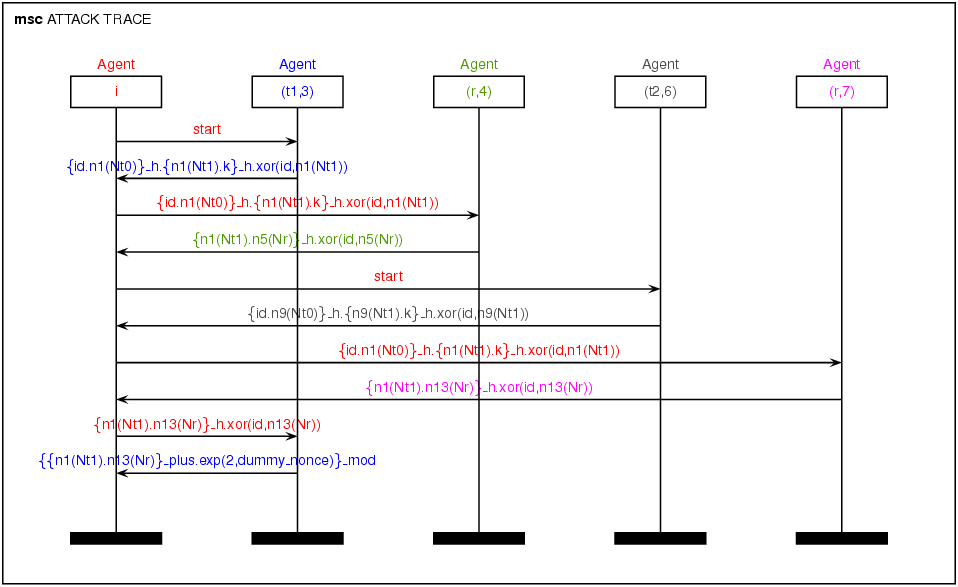 msc ATTACK TRACE
Agent Agent Agent Agent Agent
i (t1,3) (r,4) (t2,6) (r,7)
start
{id.n1(Nt0)}_h.{n1(Nt1).k}_h.xor(id,n1(Nt1))
{id.n1(Nt0)}_h.{n1(Nt1).k}_h.xor(id,n1(Nt1))
{n1(Nt1).n5(Nr)}_h.xor(id,n5(Nr))
start
{id.n9(Nt0)}_h.{n9(Nt1).k}_h.xor(id,n9(Nt1))
{id.n1(Nt0)}_h.{n1(Nt1).k}_h.xor(id,n1(Nt1))
{n1(Nt1).n13(Nr)}_h.xor(id,n13(Nr))
{n1(Nt1).n13(Nr)}_h.xor(id,n13(Nr))
{{n1(Nt1).n13(Nr)}_plus.exp(2,dummy_nonce)}_mod